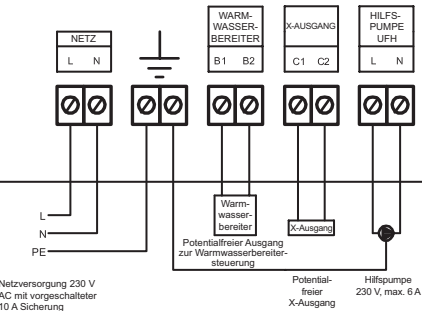 NETZ
L N
WARM-
WASSER-
BEREITER
B1 B2
X-AUSGANG
C1 C2
HILFS-
PUMPE
UFH
L N
L
N
PE
Warm-
wasser-
bereiter
X-Ausgang
Potentialfreier Ausgang
zur Warmwasserbereiter-
steuerung
Netzversorgung 230 V
AC mit vorgeschalteter
10 A Sicherung
Potential-
freier
X-Ausgang
Hilfspumpe
230 V, max. 6 A